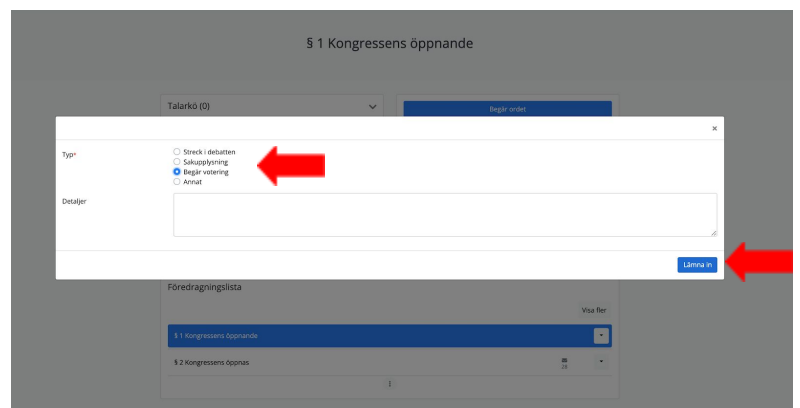 § 1 Kongressens öppnande
Talarkö (0)
Begär ordet
×
Typ*
Streck i debatten
Sakupplysning
Begär votering
Annat
Detaljer
Lämna in
Föredragningslista
Visa fler
§ 1 Kongressens öppnande
§ 2 Kongressens öppnas
28